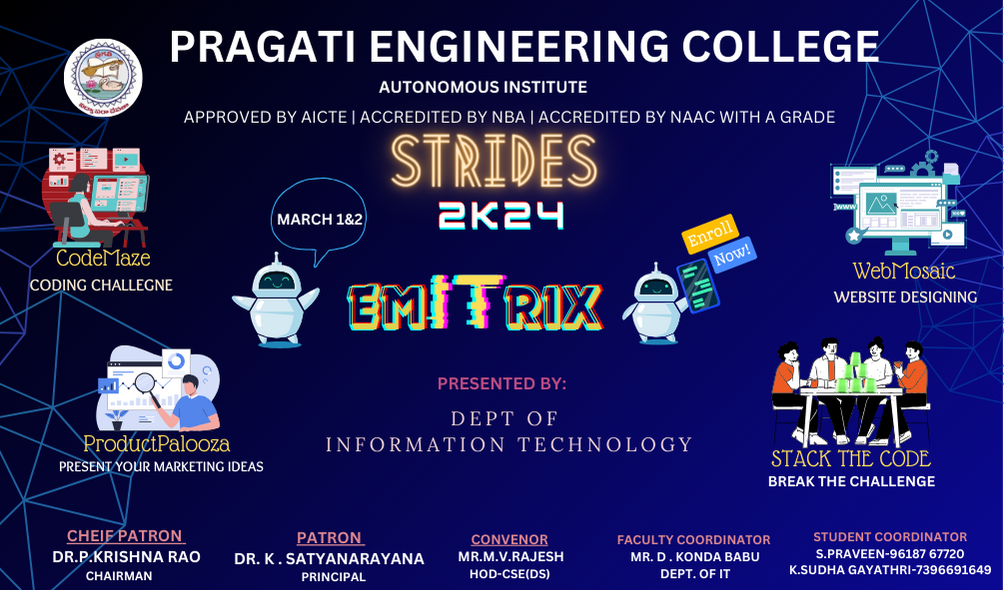 PRAGATI ENGINEERING COLLEGE
AUTONOMOUS INSTITUTE
APPROVED BY AICTE | ACCREDITED BY NBA | ACCREDITED BY NAAC WITH A GRADE
STRIDES
2K24
MARCH 1&2
Enroll
Now!
EMITRIX
CodeMaze
CODING CHALLEGNE
WebMosaic
WEBSITE DESIGNING
PRESENTED BY:
DEPT OF
INFORMATION TECHNOLOGY
ProductPalooza
PRESENT YOUR MARKETING IDEAS
STACK THE CODE
BREAK THE CHALLENGE
CHEIF PATRON
DR.P.KRISHNA RAO
CHAIRMAN
PATRON
DR. K . SATYANARAYANA
PRINCIPAL
CONVENOR
MR.M.V.RAJESH
HOD-CSE(DS)
FACULTY COORDINATOR
MR. D . KONDA BABU
DEPT. OF IT
STUDENT COORDINATOR
S.PRAVEEN-96187 67720
K.SUDHA GAYATHRI-7396691649